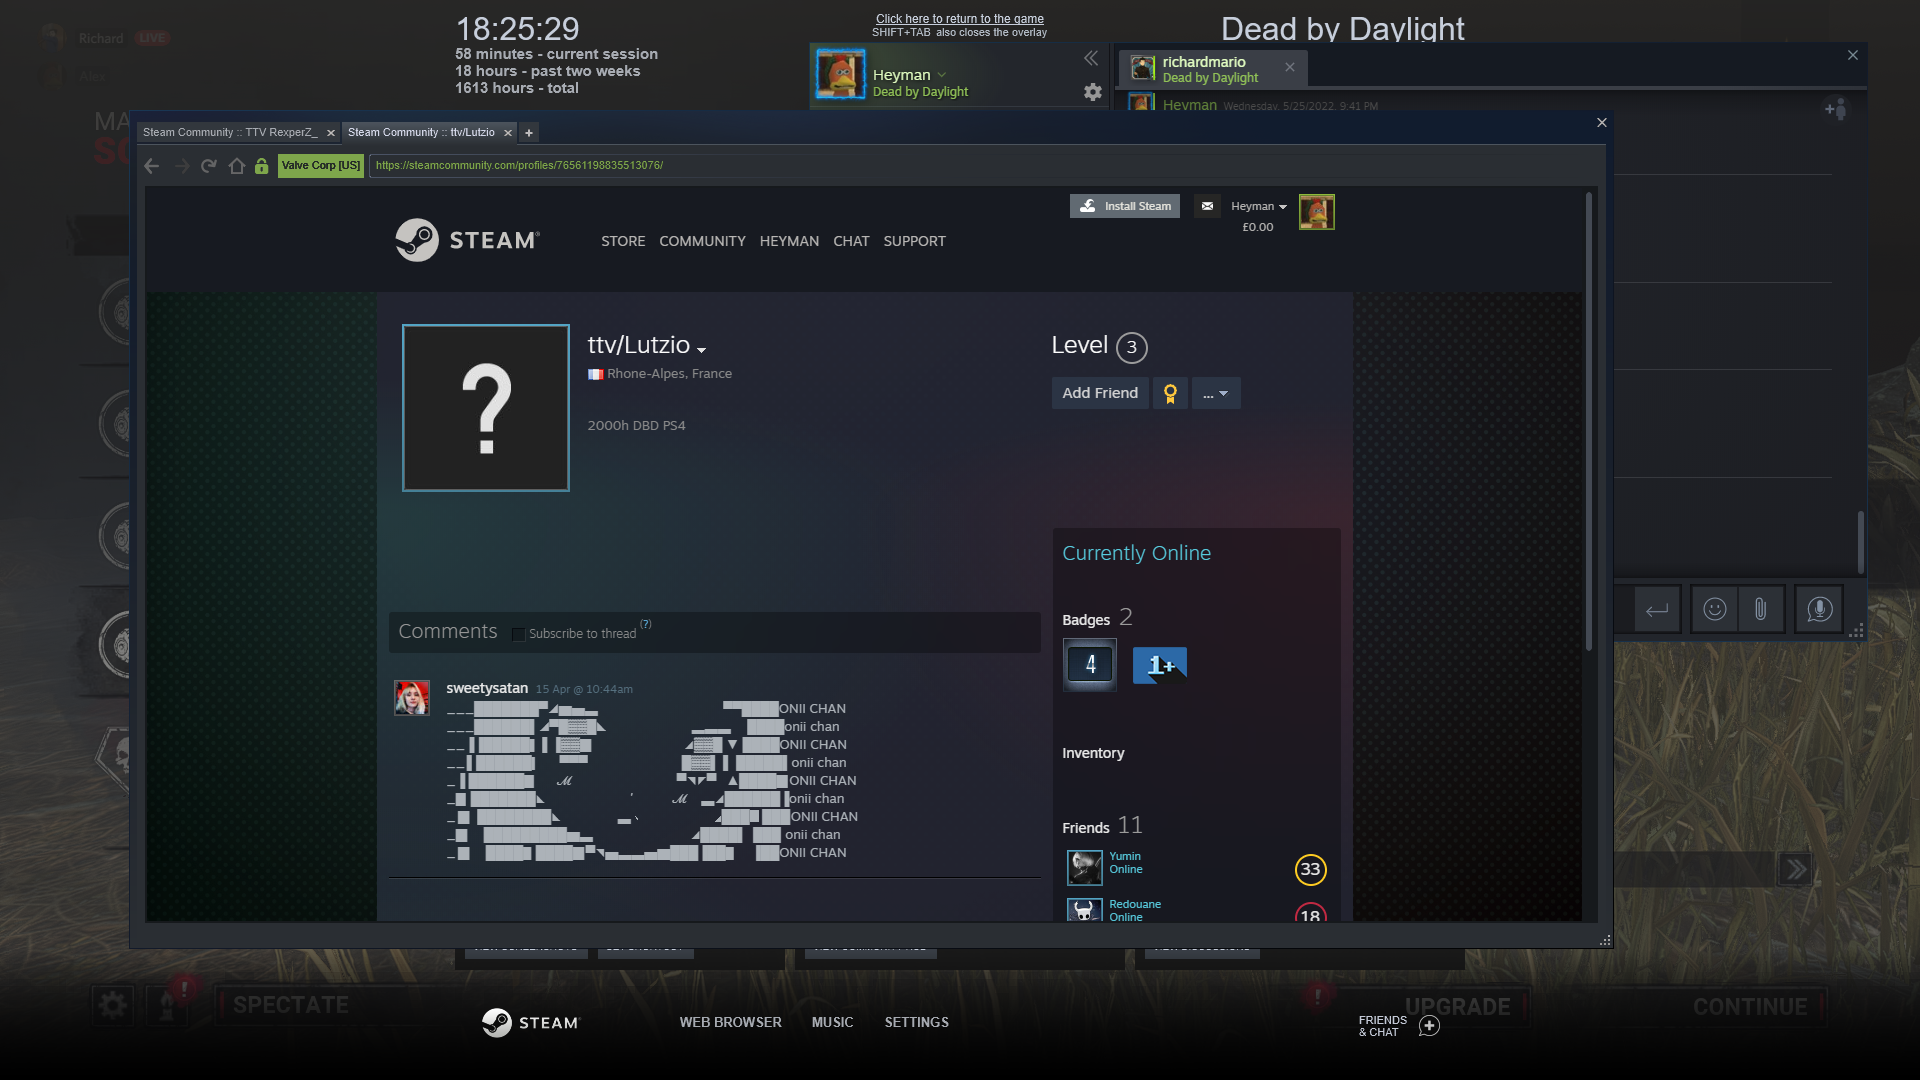 18:25:29
58 minutes - current session
18 hours - past two weeks
1613 hours - total
Click here to return to the game
SHIFT+TAB also closes the overlay
Dead by Daylight
Richard LIVE
Alex
Heyman
Dead by Daylight
richardmario
Dead by Daylight
Heyman Wednesday, 5/25/2022, 9:41 PM
Steam Community :: TTV RexperZ_
Steam Community :: ttv/Lutzio
Valve Corp [US]
https://steamcommunity.com/profiles/76561198835513076/
Install Steam
Heyman
£0.00
STEAM
STORE COMMUNITY HEYMAN CHAT SUPPORT
ttv/Lutzio
Rhone-Alpes, France
2000h DBD PS4
Level 3
Add Friend
...
Currently Online
Badges 2
4
1+
Inventory
Friends 11
Yumin
Online
33
Redouane
Online
18
Comments
Subscribe to thread (?)
sweetysatan 15 Apr @ 10:44am
ONII CHAN
onii chan
ONII CHAN
onii chan
ONII CHAN
onii chan
ONII CHAN
onii chan
ONII CHAN
SPECTATE
UPGRADE
CONTINUE
STEAM
WEB BROWSER
MUSIC
SETTINGS
FRIENDS
& CHAT